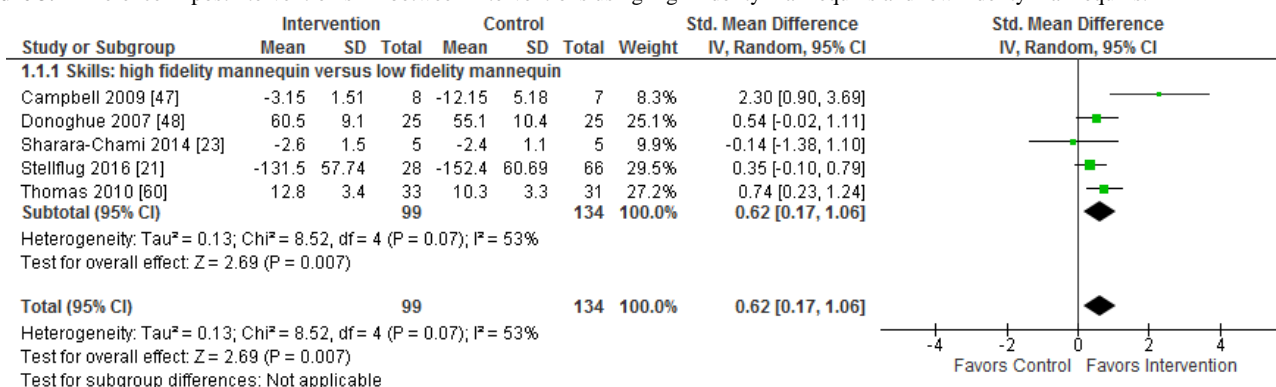 Intervention Control Std. Mean Difference Std. Mean Difference
Study or Subgroup Mean SD Total Mean SD Total Weight IV, Random, 95% CI IV, Random, 95% CI
1.1.1 Skills: high fidelity mannequin versus low fidelity mannequin
Campbell 2009 [47] -3.15 1.51 8 -12.15 5.18 7 8.3% 2.30 [0.90, 3.69]
Donoghue 2007 [48] 60.5 9.1 25 55.1 10.4 25 25.1% 0.54 [-0.02, 1.11]
Sharara-Chami 2014 [23] -2.6 1.5 5 -2.4 1.1 5 9.9% -0.14 [-1.38, 1.10]
Stellflug 2016 [21] -131.5 57.74 28 -152.4 60.69 66 29.5% 0.35 [-0.10, 0.79]
Thomas 2010 [60] 12.8 3.4 33 10.3 3.3 31 27.2% 0.74 [0.23, 1.24]
Subtotal (95% CI) 99 134 100.0% 0.62 [0.17, 1.06]
Heterogeneity: Tau² = 0.13; Chi² = 8.52, df = 4 (P = 0.07); I² = 53%
Test for overall effect: Z = 2.69 (P = 0.007)
Total (95% CI) 99 134 100.0% 0.62 [0.17, 1.06]
Heterogeneity: Tau² = 0.13; Chi² = 8.52, df = 4 (P = 0.07); I² = 53%
Test for overall effect: Z = 2.69 (P = 0.007)
Test for subgroup differences: Not applicable
-4 -2 0 2 4
Favors Control Favors Intervention